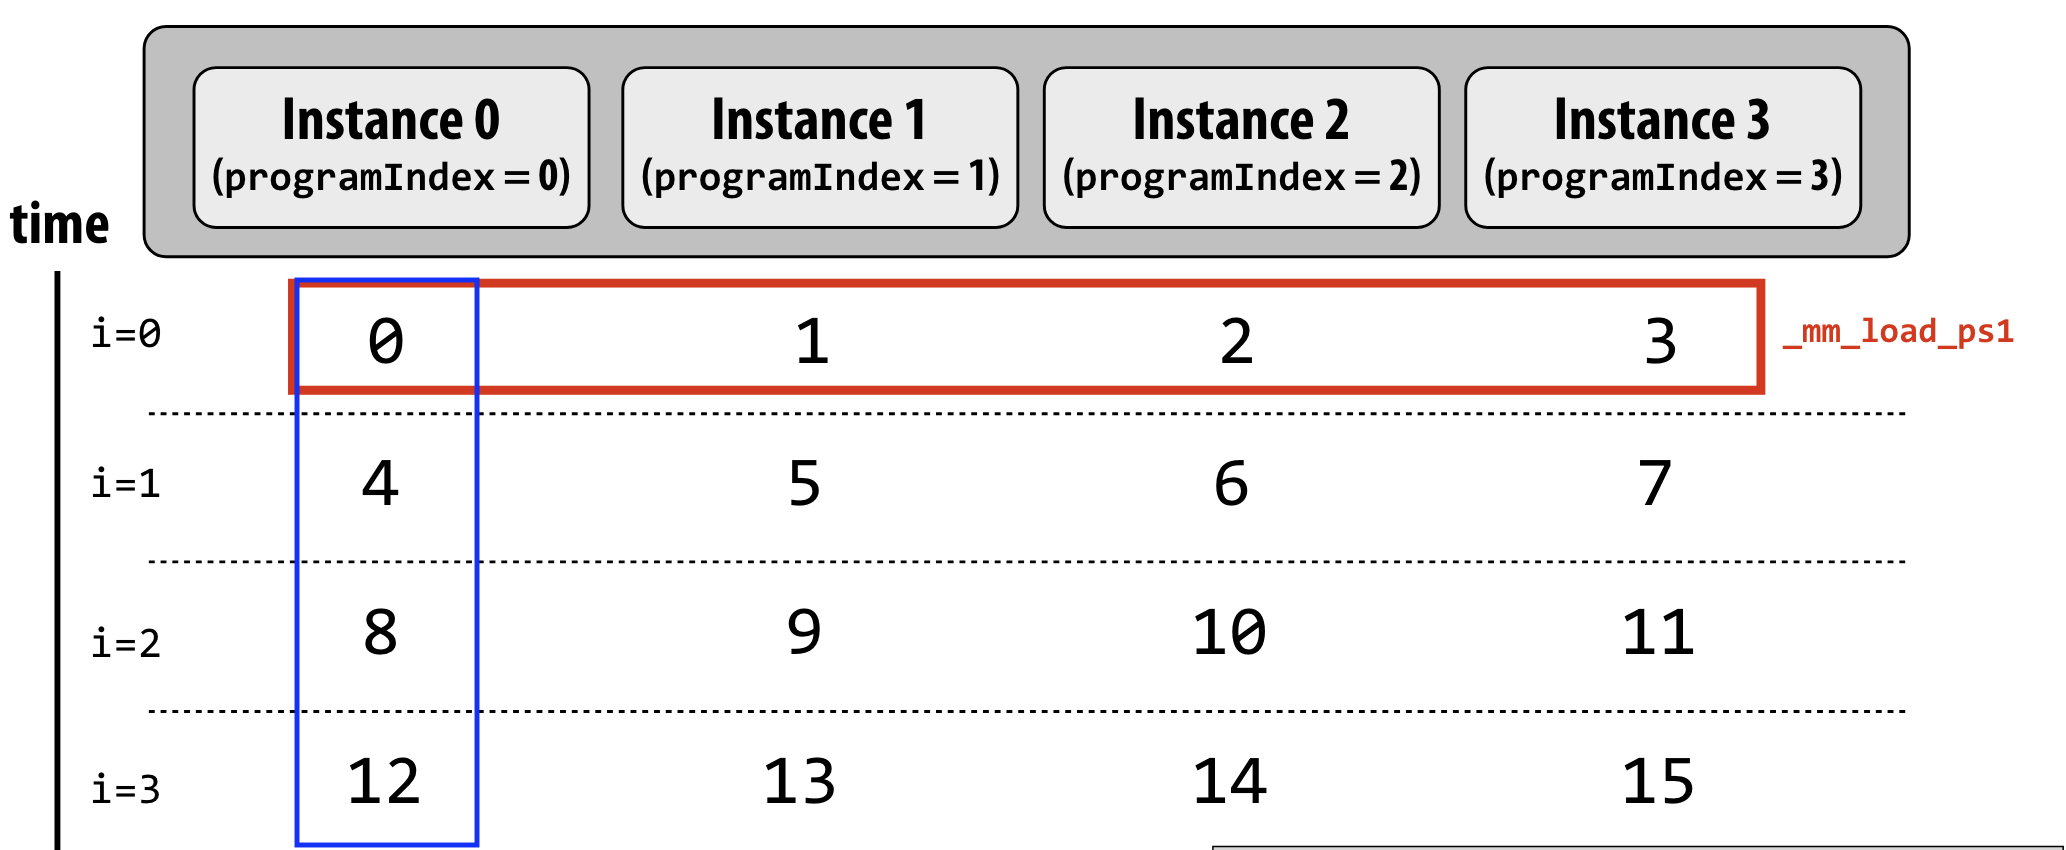 Instance 0 Instance 1 Instance 2 Instance 3
(programIndex = 0) (programIndex = 1) (programIndex = 2) (programIndex = 3)
time
i=0 0 1 2 3 _mm_load_ps1
i=1 4 5 6 7
i=2 8 9 10 11
i=3 12 13 14 15